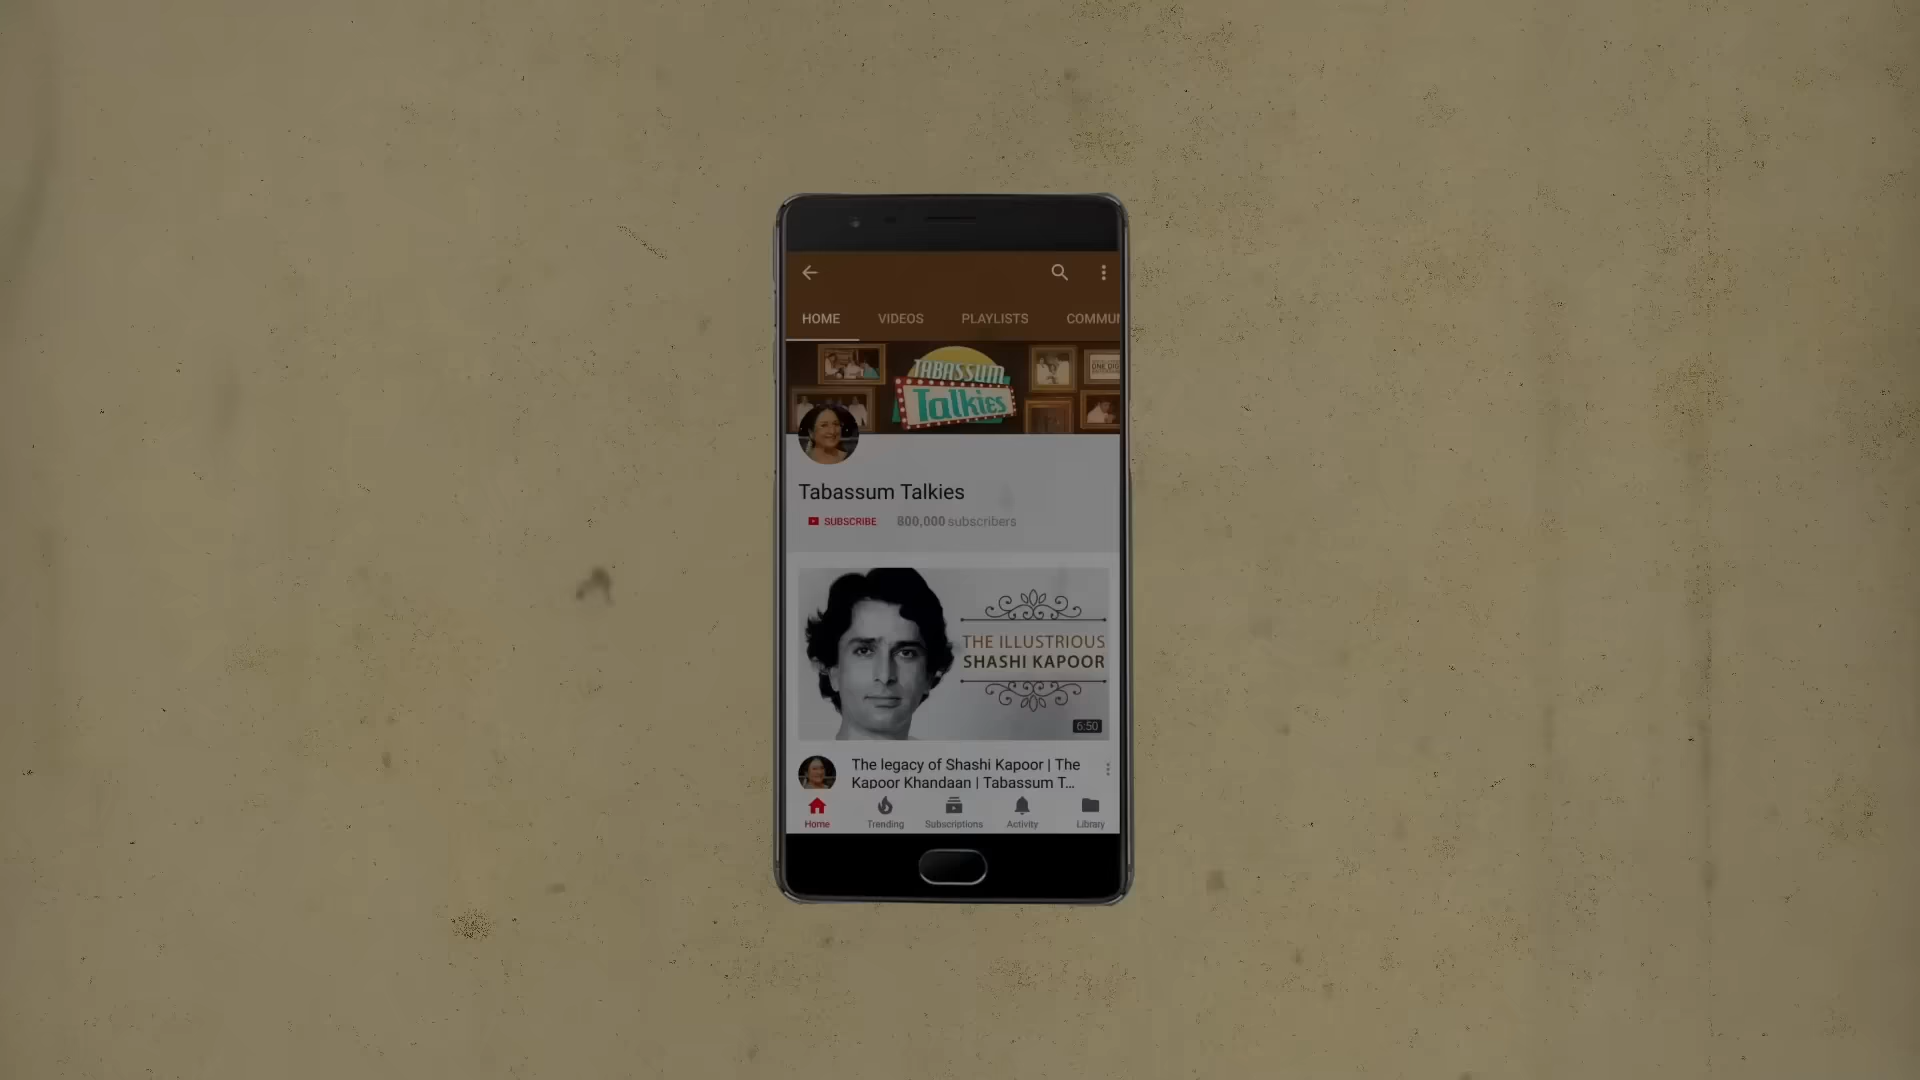 HOME VIDEOS PLAYLISTS COMMUN
TABASSUM
Talkies
Tabassum Talkies
SUBSCRIBE 800,000 subscribers
THE ILLUSTRIOUS
SHASHI KAPOOR
6:50
The legacy of Shashi Kapoor | The
Kapoor Khandaan | Tabassum T...
Home Trending Subscriptions Activity Library